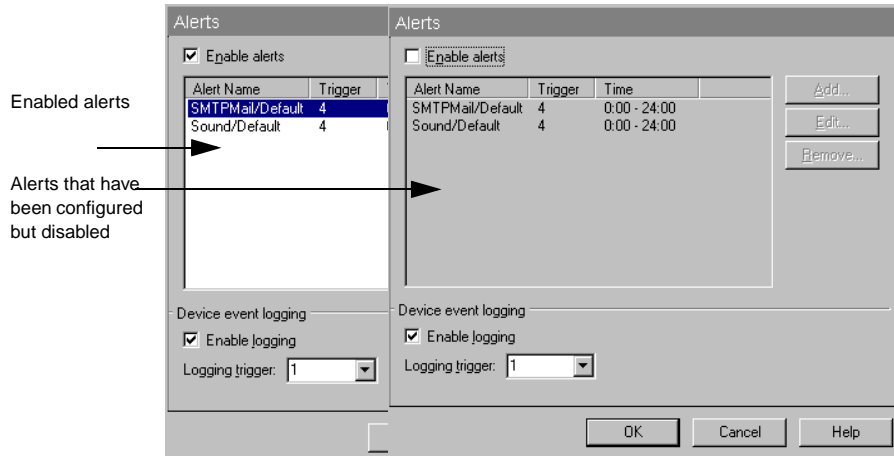 Enabled alerts
Alerts that have
been configured
but disabled
Alerts
Enable alerts
Alert Name Trigger
SMTPMail/Default 4
Sound/Default 4
Device event logging
Enable logging
Logging trigger: 1
Alerts
Enable alerts
Alert Name Trigger Time
SMTPMail/Default 4 0:00 - 24:00
Sound/Default 4 0:00 - 24:00
Add...
Edit...
Remove...
Device event logging
Enable logging
Logging trigger: 1
OK Cancel Help